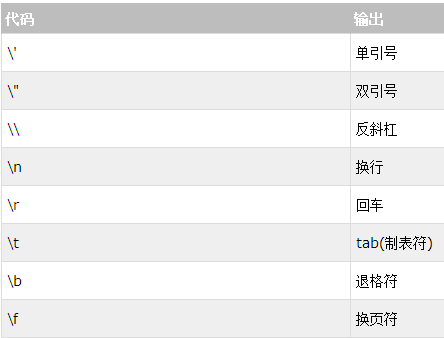 代码 输出
\' 单引号
\" 双引号
\\ 反斜杠
\n 换行
\r 回车
\t tab(制表符)
\b 退格符
\f 换页符